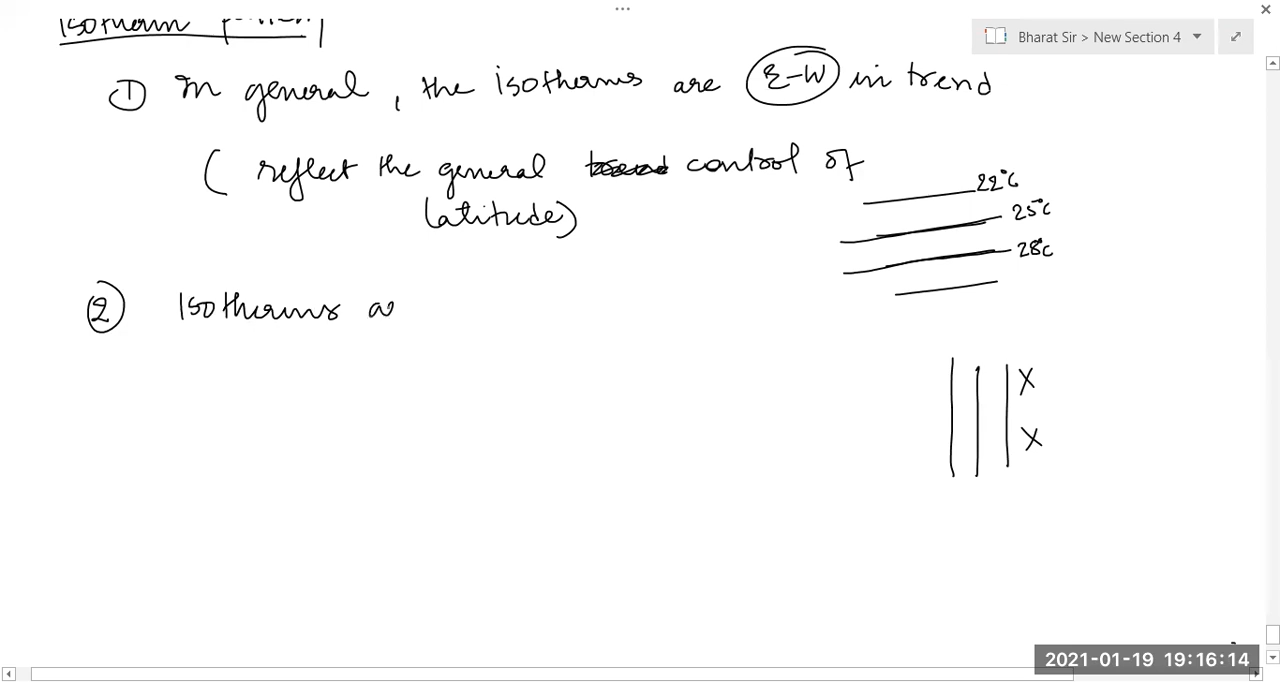 Bharat Sir > New Section 4
Isotherm
① In general, the isotherms are E-W in trend
( reflect the general control of
latitude)
22°C
25°C
28°C
② Isotherms a
X
X
2021-01-19 19:16:14